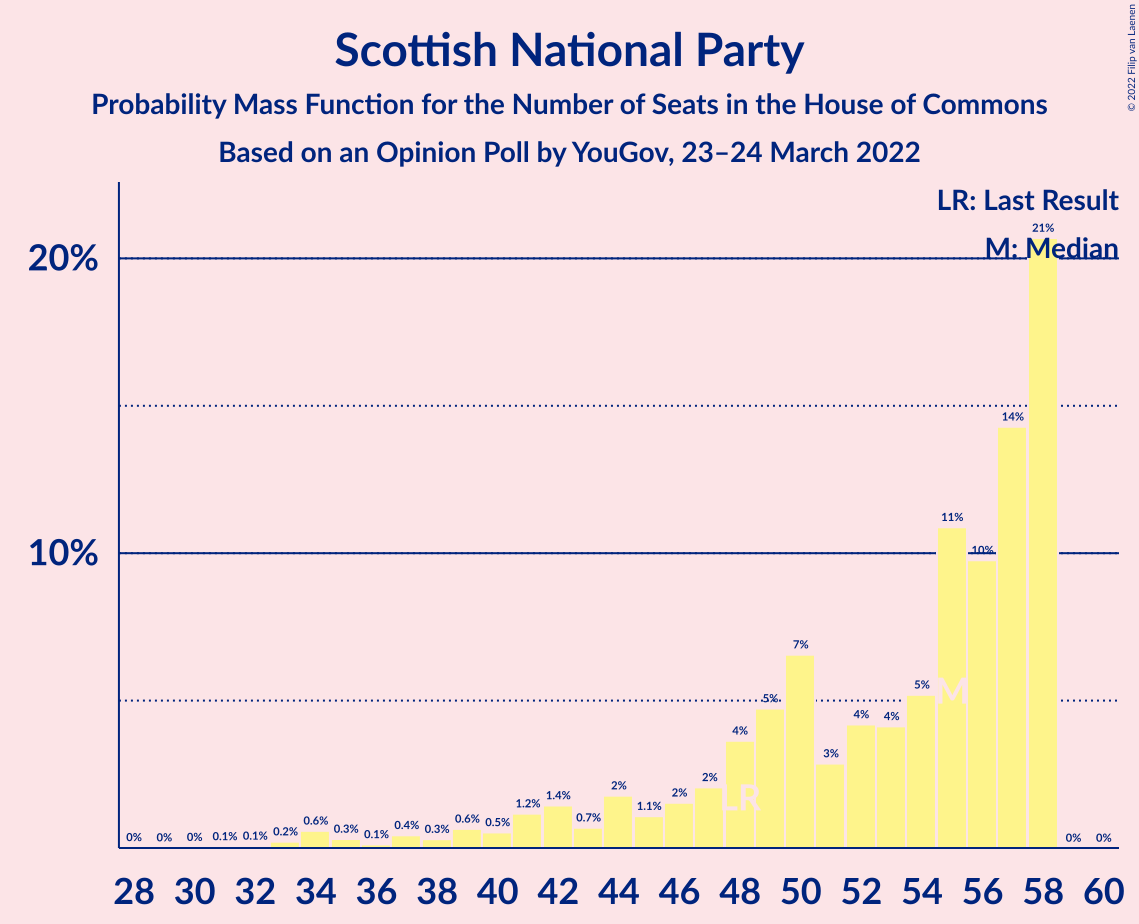 Scottish National Party
Probability Mass Function for the Number of Seats in the House of Commons
Based on an Opinion Poll by YouGov, 23–24 March 2022
© 2022 Filip van Laenen
LR: Last Result
M: Median
20%
10%
0% 0% 0% 0.1% 0.1% 0.2% 0.6% 0.3% 0.1% 0.4% 0.3% 0.6% 0.5% 1.2% 1.4% 0.7% 2% 1.1% 2% 2% 4% 5% 7% 3% 4% 4% 5% 11% 10% 14% 21% 0% 0%
LR
M
28 30 32 34 36 38 40 42 44 46 48 50 52 54 56 58 60